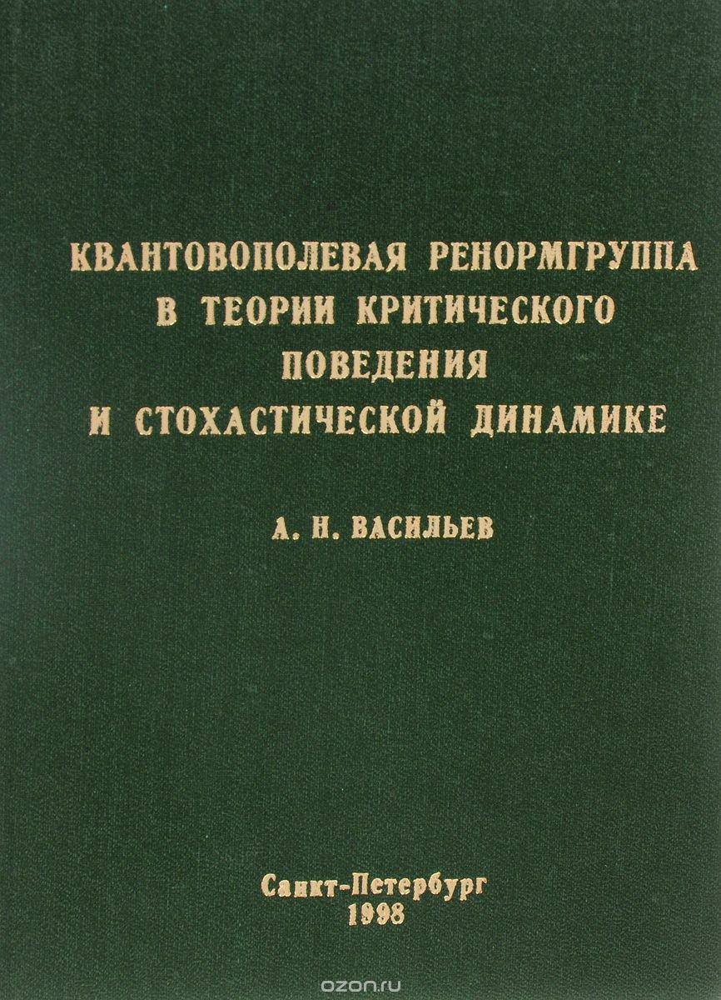 КВАНТОВОПОЛЕВАЯ РЕНОРМГРУППА
В ТЕОРИИ КРИТИЧЕСКОГО
ПОВЕДЕНИЯ
И СТОХАСТИЧЕСКОЙ ДИНАМИКЕ
А. Н. ВАСИЛЬЕВ
Санкт-Петербург
1998
ozon.ru